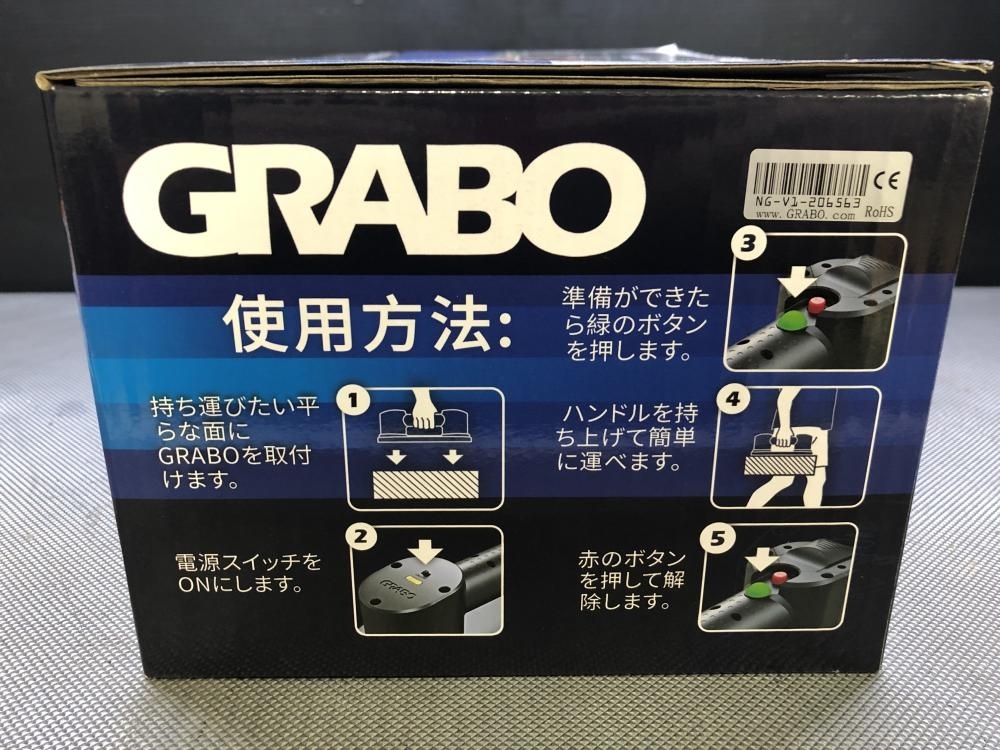 GRABO
NG-V1-206563
www.GRABO.com RoHS
CE
使用方法:
1
持ち運びたい平
らな面に
GRABOを取付
けます。
2
電源スイッチを
ONにします。
GRABO
3
準備ができた
ら緑のボタン
を押します。
4
ハンドルを持
ち上げて簡単
に運べます。
5
赤のボタン
を押して解
除します。